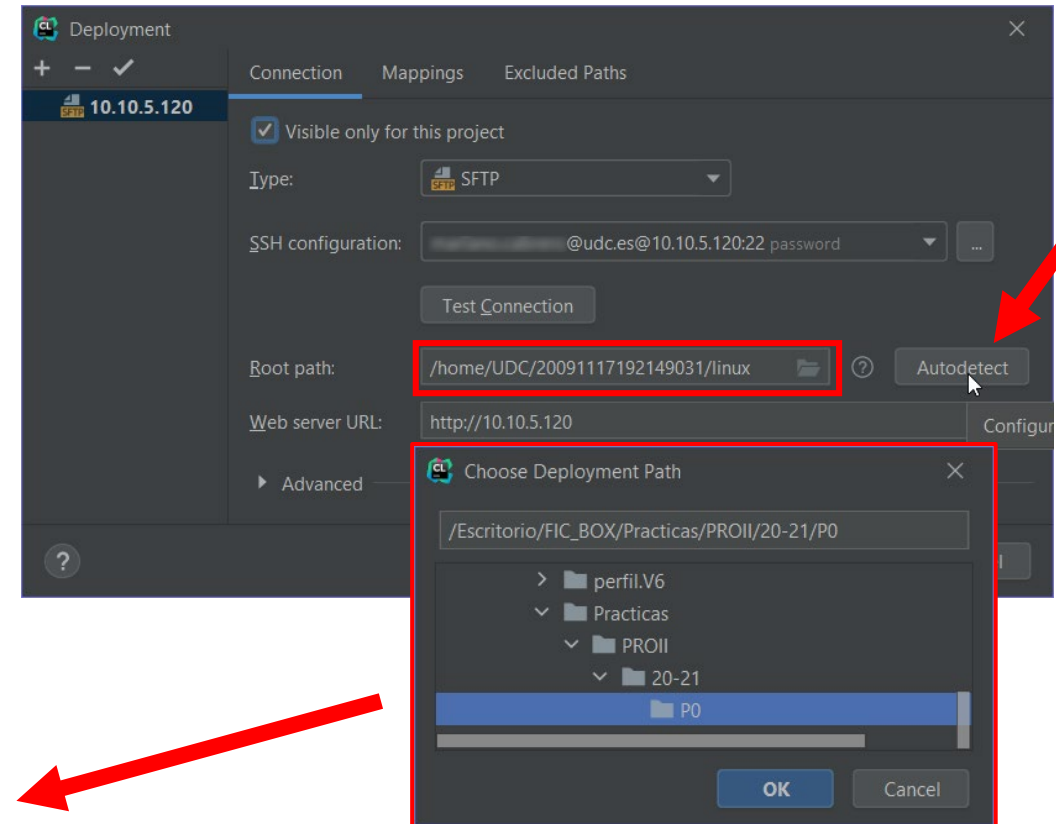 Deployment
Connection Mappings Excluded Paths
10.10.5.120
Visible only for this project
Type: SFTP
SSH configuration: @udc.es@10.10.5.120:22 password ...
Test Connection
Root path: /home/UDC/20091117192149031/linux Autodetect
Web server URL: http://10.10.5.120
Configur
Advanced
Choose Deployment Path
/Escritorio/FIC_BOX/Practicas/PROII/20-21/P0
perfil.V6
Practicas
PROII
20-21
P0
OK Cancel